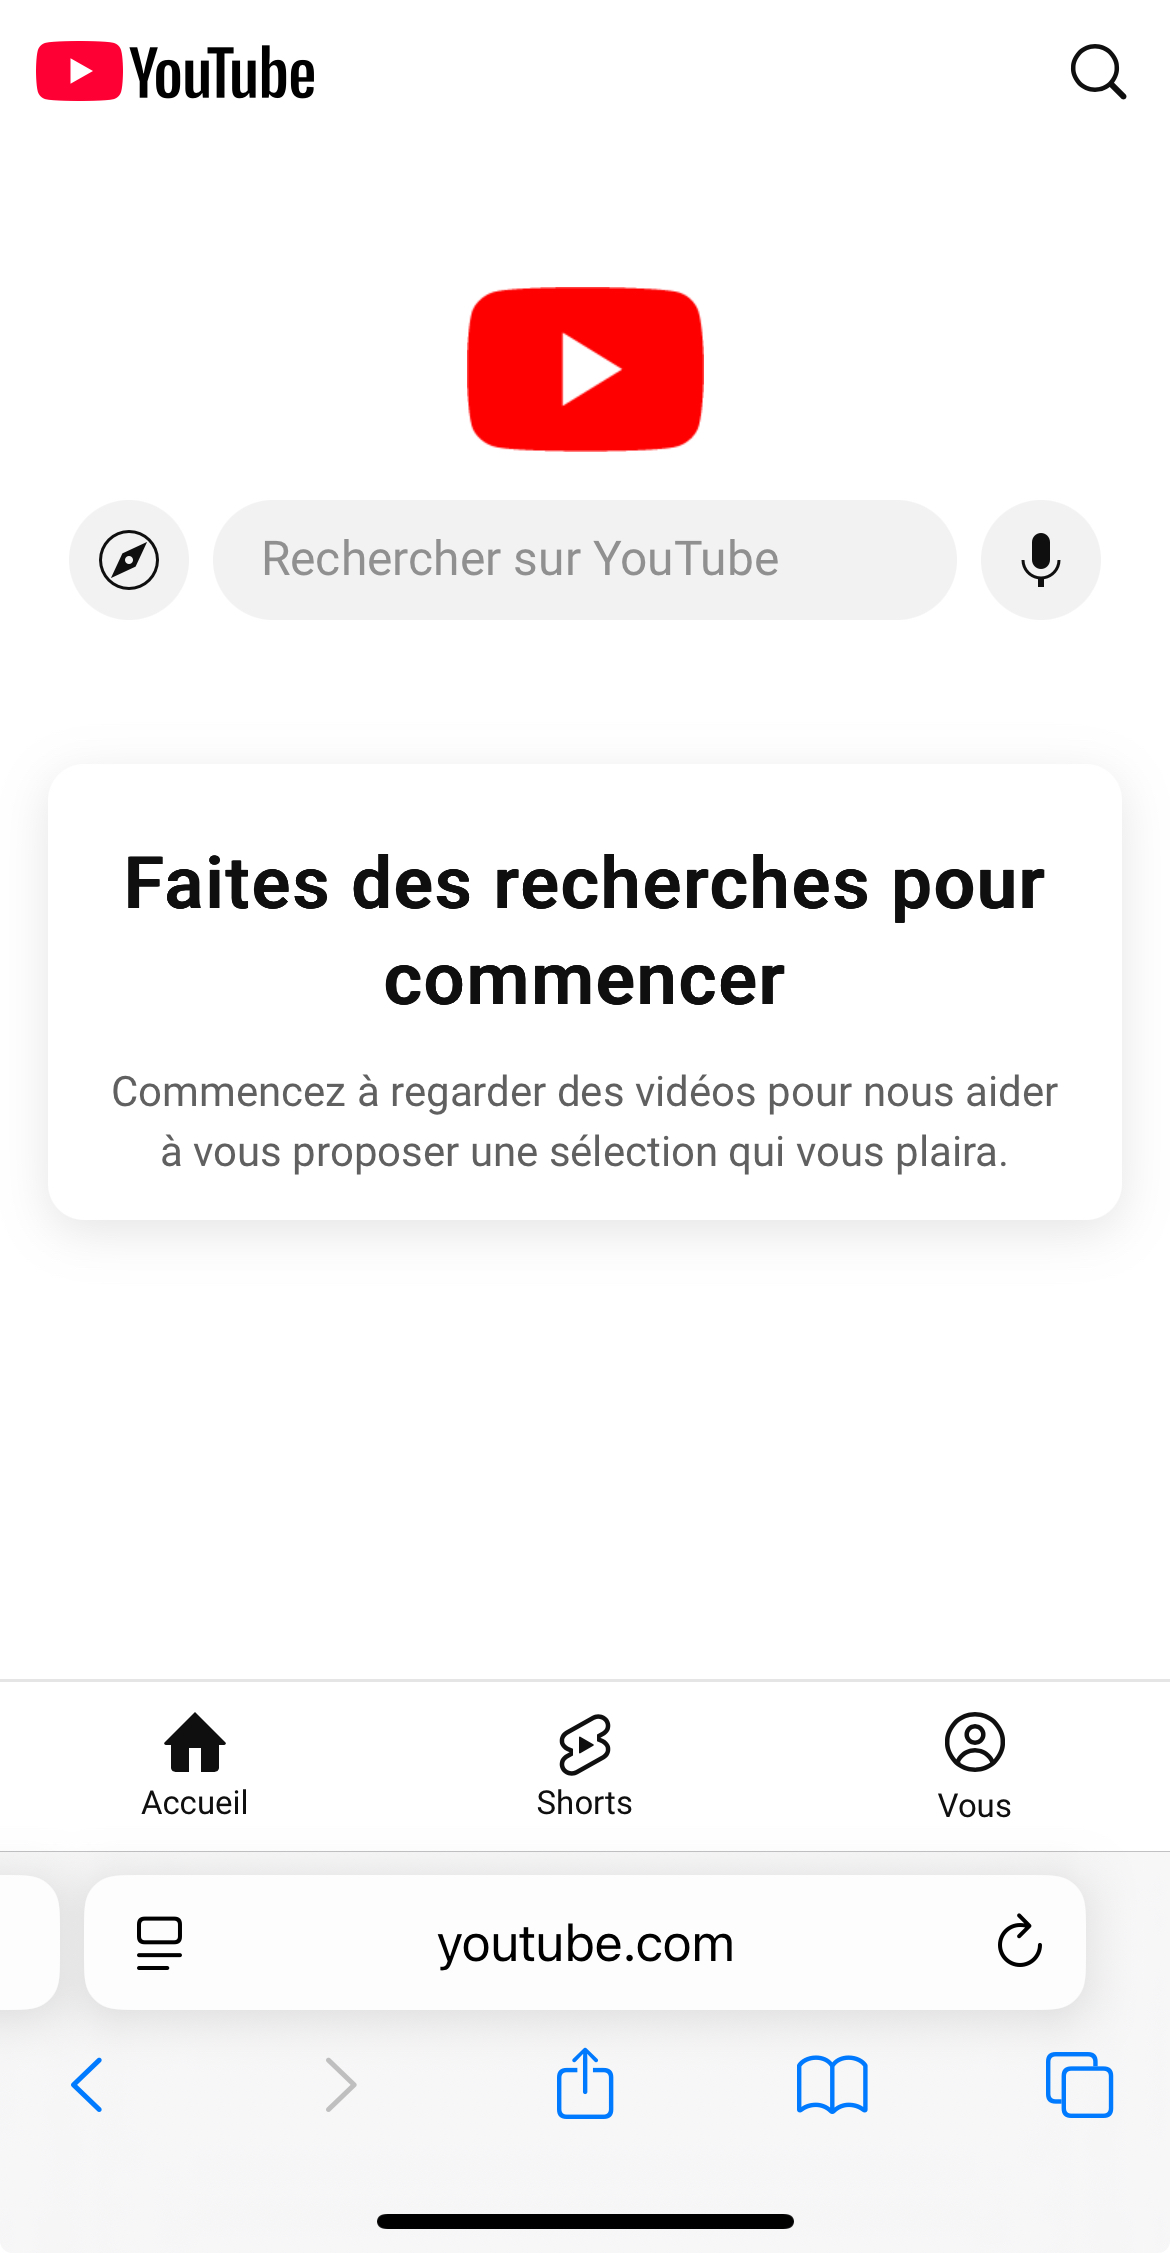 YouTube
Rechercher sur YouTube
Faites des recherches pour
commencer
Commencez à regarder des vidéos pour nous aider
à vous proposer une sélection qui vous plaira.
Accueil
Shorts
Vous
youtube.com